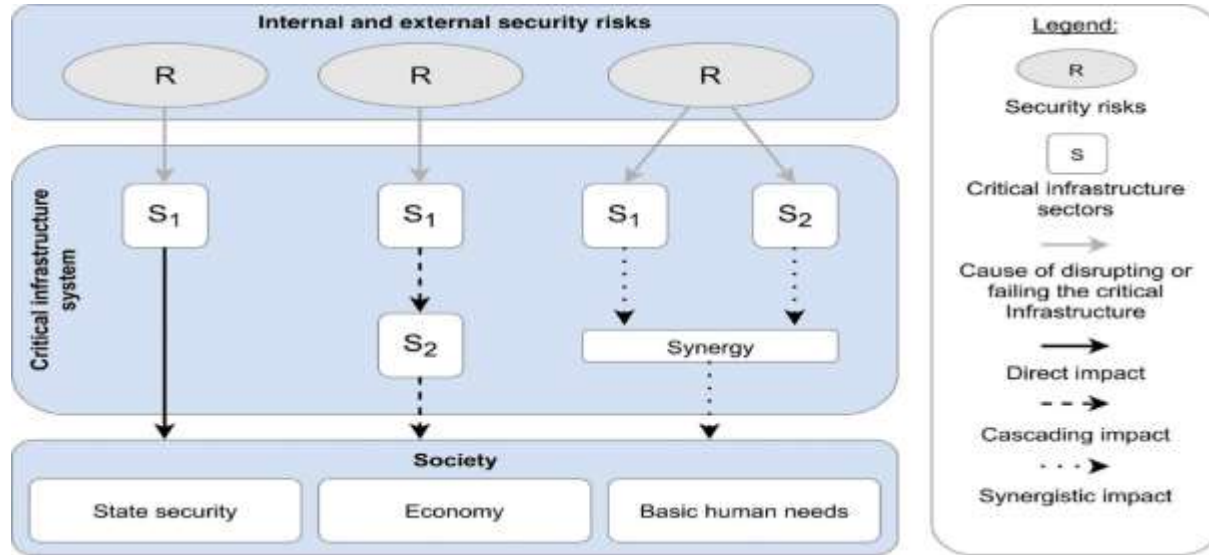 Internal and external security risks
R
R
R
Critical infrastructure
system
S1
S1
S1
S2
S2
Synergy
Society
State security
Economy
Basic human needs
Legend:
R
Security risks
S
Critical infrastructure
sectors
Cause of disrupting or
failing the critical
Infrastructure
Direct impact
Cascading impact
Synergistic impact